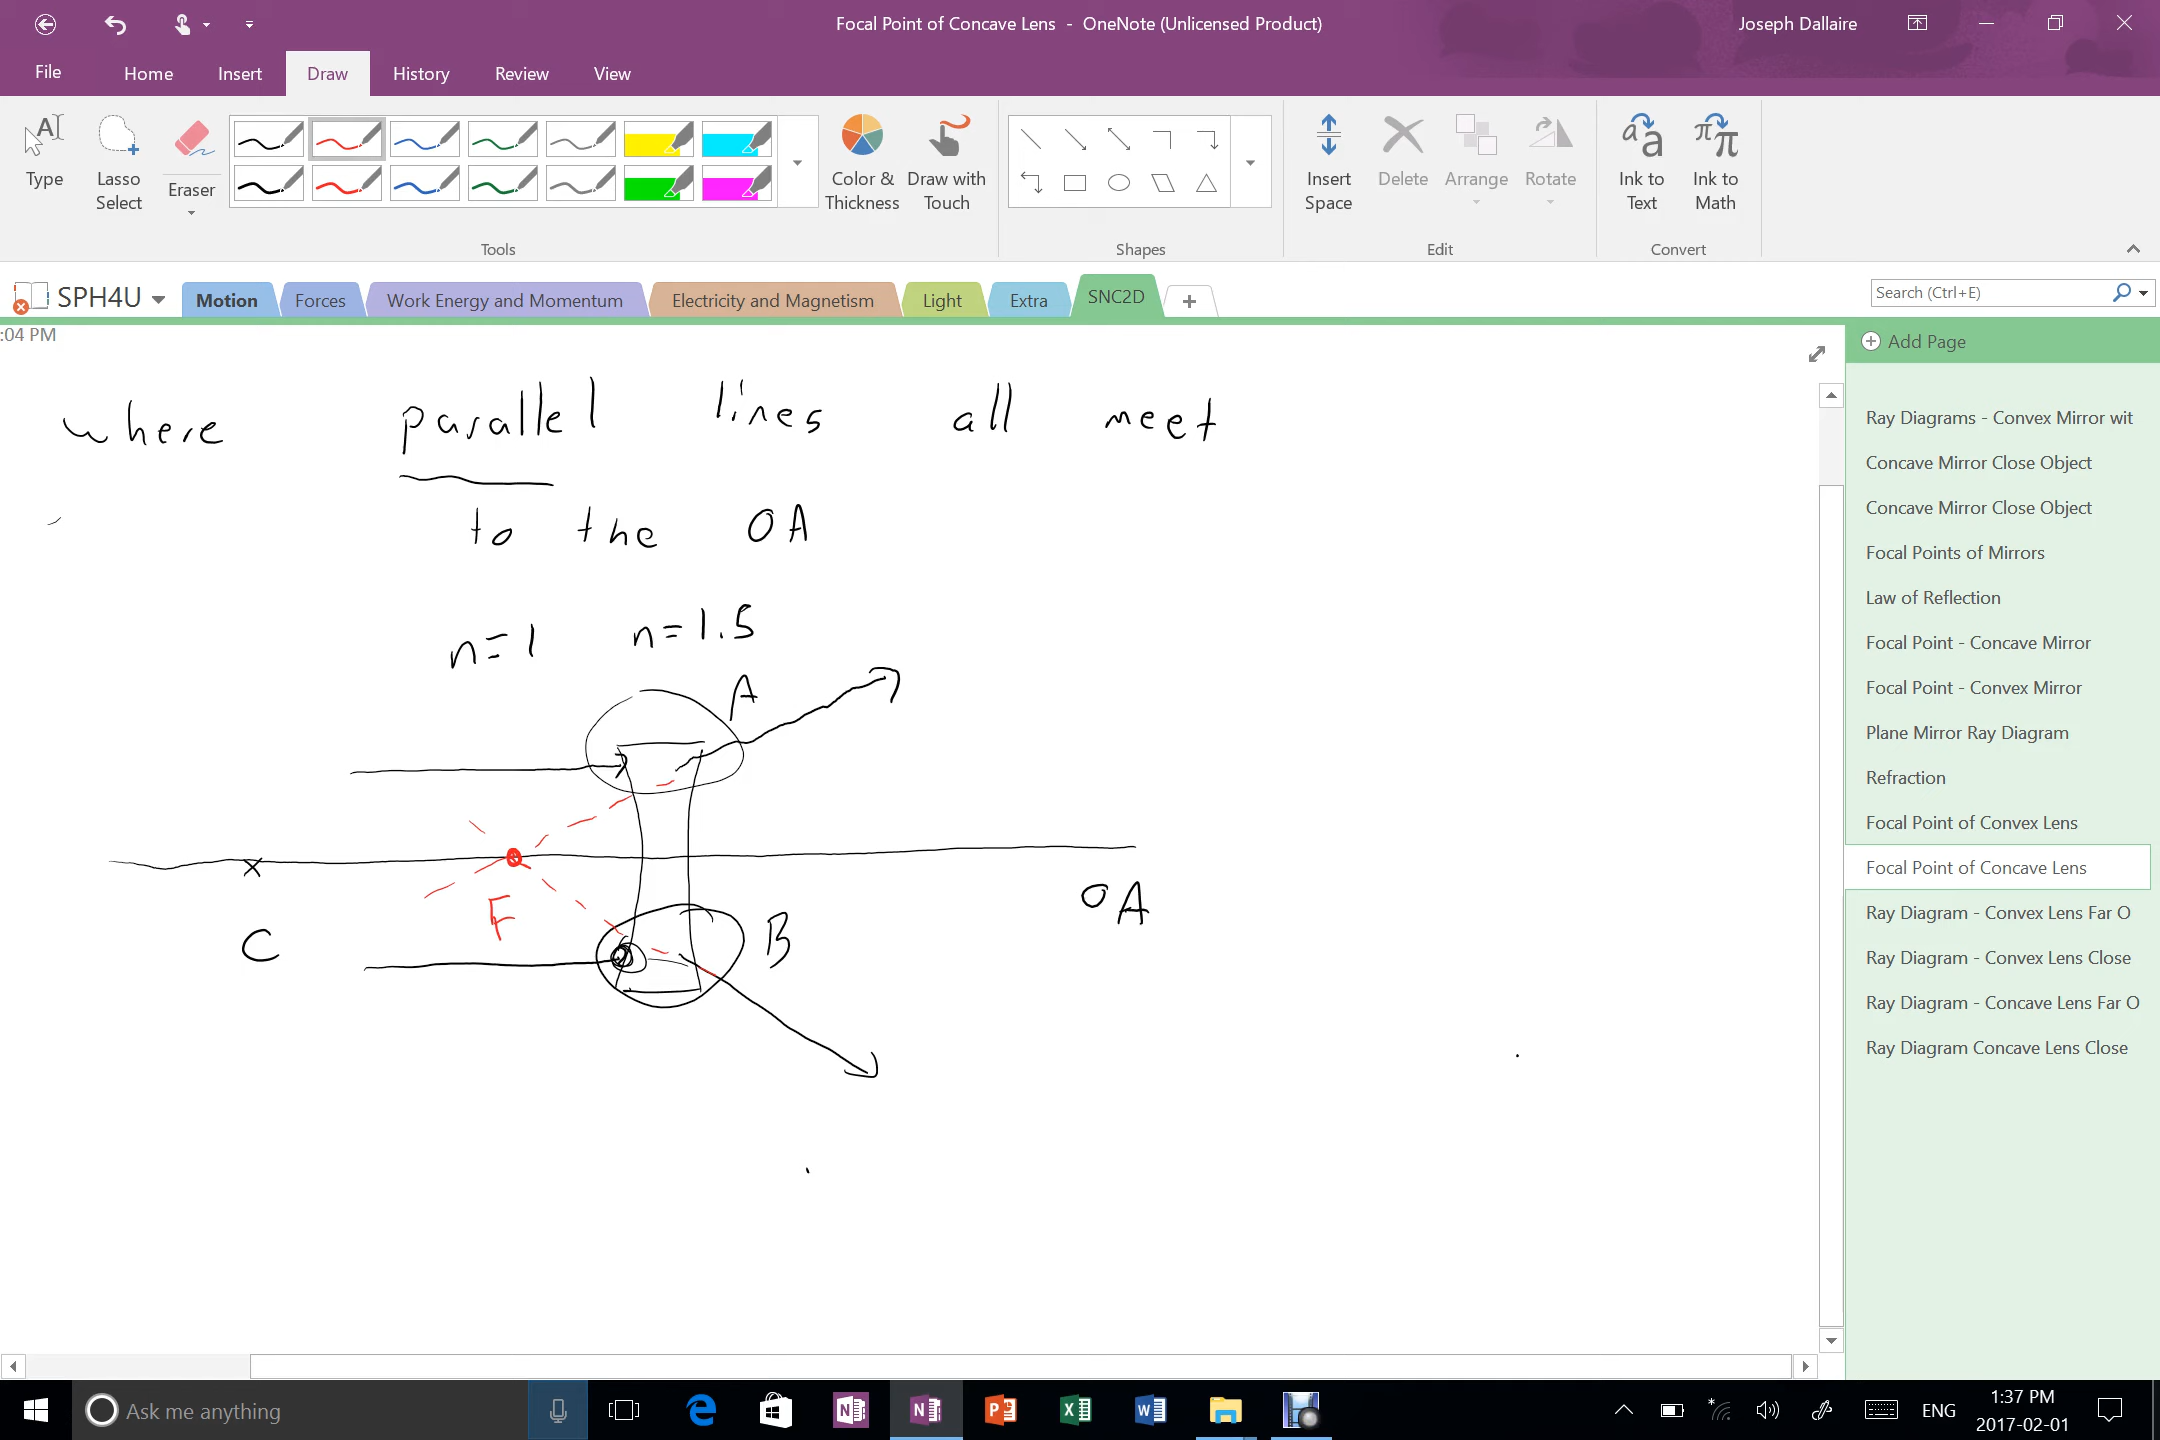 Focal Point of Concave Lens - OneNote (Unlicensed Product)
Joseph Dallaire
File Home Insert Draw History Review View
Type
Lasso Select
Eraser
Color & Thickness
Draw with Touch
Insert Space
Delete
Arrange
Rotate
Ink to Text
Ink to Math
Tools Shapes Edit Convert
SPH4U Motion Forces Work Energy and Momentum Electricity and Magnetism Light Extra SNC2D
Search (Ctrl+E)
:04 PM
where parallel lines all meet
to the OA
n=1 n=1.5
A
F
OA
C
B
Add Page
Ray Diagrams - Convex Mirror wit
Concave Mirror Close Object
Concave Mirror Close Object
Focal Points of Mirrors
Law of Reflection
Focal Point - Concave Mirror
Focal Point - Convex Mirror
Plane Mirror Ray Diagram
Refraction
Focal Point of Convex Lens
Focal Point of Concave Lens
Ray Diagram - Convex Lens Far O
Ray Diagram - Convex Lens Close
Ray Diagram - Concave Lens Far O
Ray Diagram Concave Lens Close
Ask me anything
ENG
1:37 PM
2017-02-01